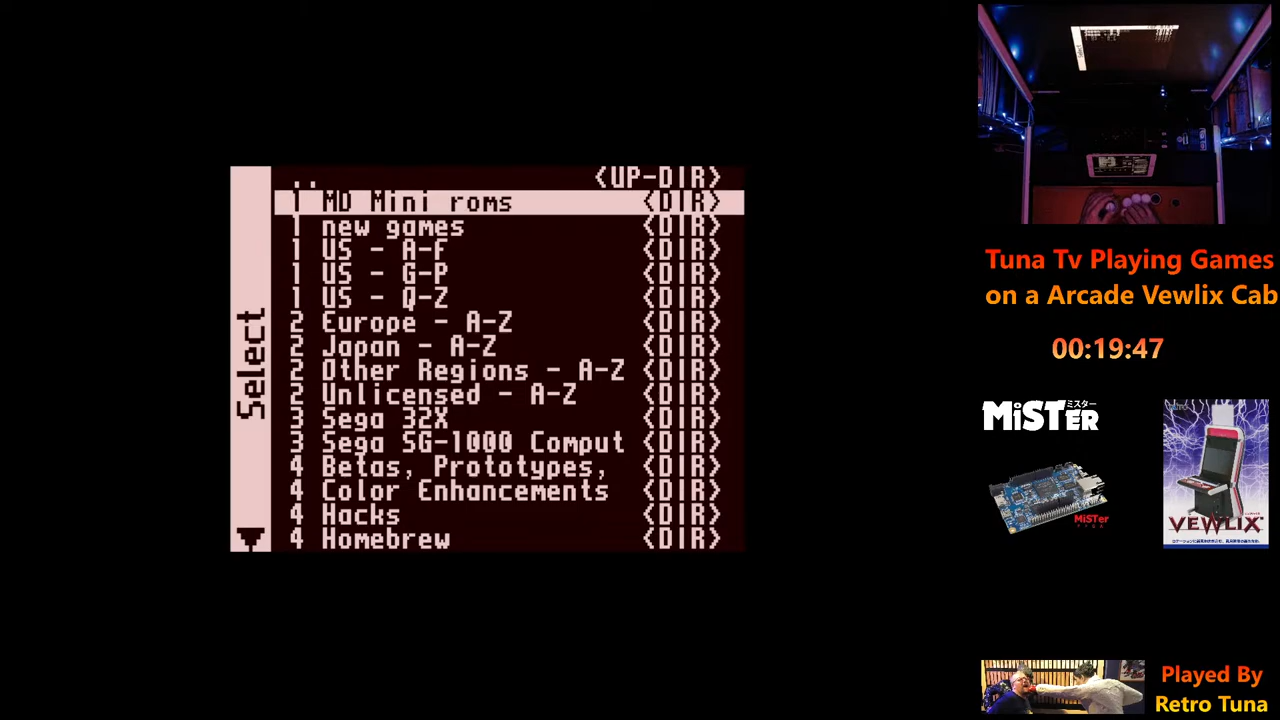 Select
.. <UP-DIR>
1 MD Mini roms <DIR>
1 new games <DIR>
1 US - A-F <DIR>
1 US - G-P <DIR>
1 US - Q-Z <DIR>
2 Europe - A-Z <DIR>
2 Japan - A-Z <DIR>
2 Other Regions - A-Z <DIR>
2 Unlicensed - A-Z <DIR>
3 Sega 32X <DIR>
3 Sega SG-1000 Comput <DIR>
4 Betas, Prototypes, <DIR>
4 Color Enhancements <DIR>
4 Hacks <DIR>
4 Homebrew <DIR>
Tuna Tv Playing Games
on a Arcade Vewlix Cab
00:19:47
MiSTer ミスター
MiSTer
TAITO
VEWLIX
Played By
Retro Tuna